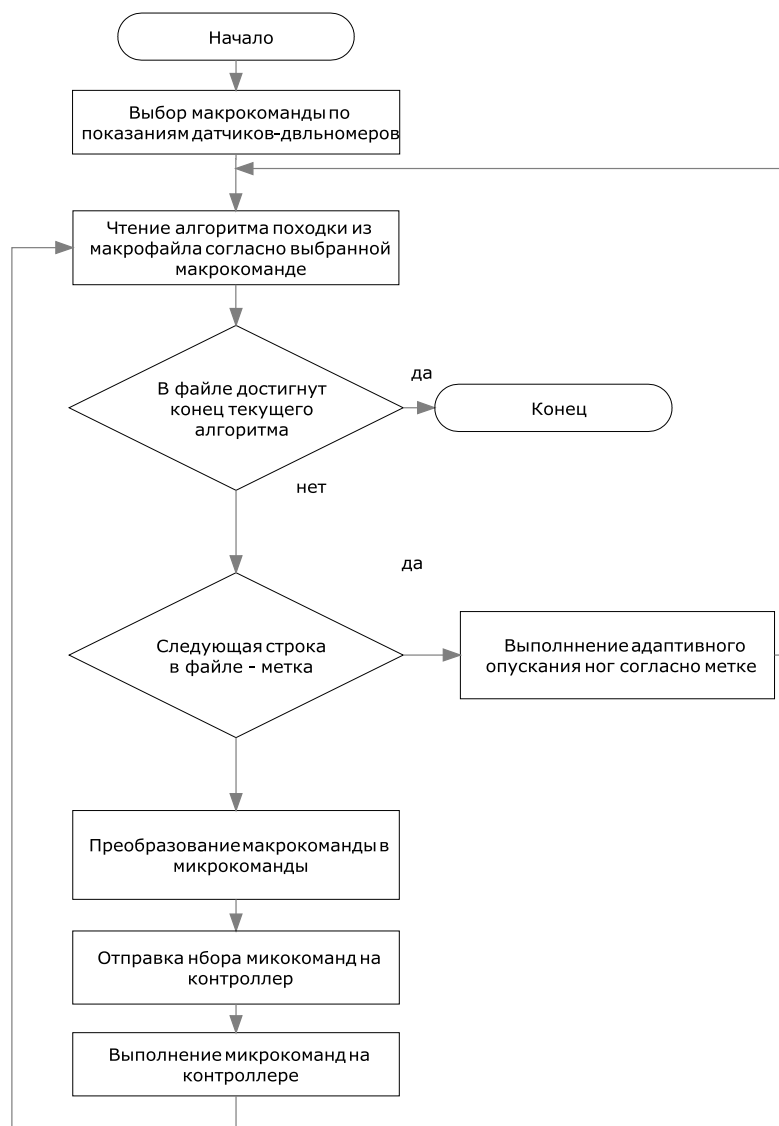 Начало
Выбор макрокоманды по
показаниям датчиков-двльномеров
Чтение алгоритма походки из
макрофайла согласно выбранной
макрокоманде
В файле достигнут
конец текущего
алгоритма
да
Конец
нет
да
Следующая строка
в файле - метка
Выполннение адаптивного
опускания ног согласно метке
Преобразование макрокоманды в
микрокоманды
Отправка нбора микокоманд на
контроллер
Выполнение микрокоманд на
контроллере